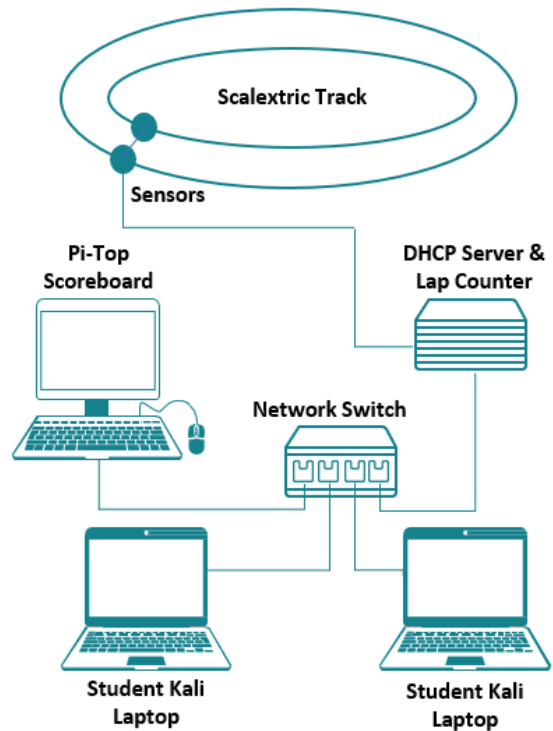 Scalextric Track
Sensors
Pi-Top
Scoreboard
DHCP Server &
Lap Counter
Network Switch
Student Kali
Laptop
Student Kali
Laptop